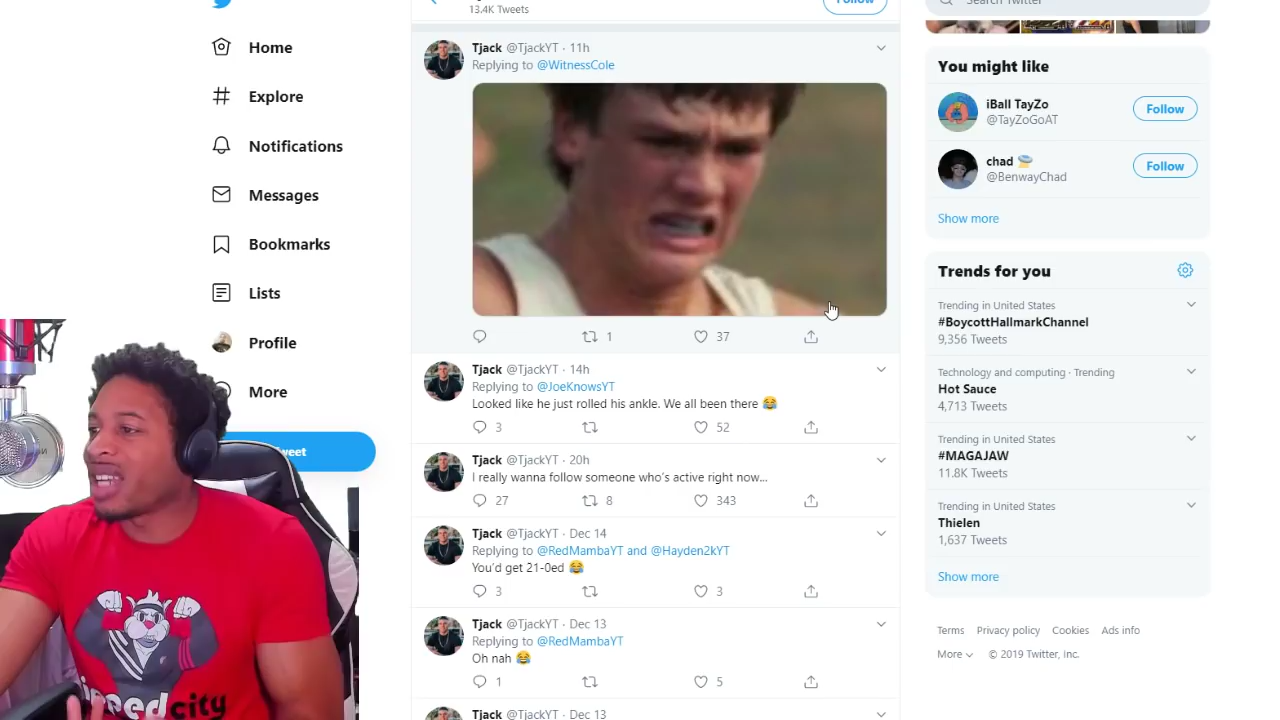 13.4K Tweets
Follow
Search Twitter
Home
Explore
Notifications
Messages
Bookmarks
Lists
Profile
More
Tweet
Tjack @TjackYT · 11h
Replying to @WitnessCole
1
37
Tjack @TjackYT · 14h
Replying to @JoeKnowsYT
Looked like he just rolled his ankle. We all been there 😂
3
52
Tjack @TjackYT · 20h
I really wanna follow someone who's active right now...
27
8
343
Tjack @TjackYT · Dec 14
Replying to @RedMambaYT and @Hayden2kYT
You'd get 21-0ed 😂
3
3
Tjack @TjackYT · Dec 13
Replying to @RedMambaYT
Oh nah 😂
1
5
Tjack @TjackYT · Dec 13
You might like
iBall TayZo
@TayZoGoAT
Follow
chad
@BenwayChad
Follow
Show more
Trends for you
Trending in United States
#BoycottHallmarkChannel
9,356 Tweets
Technology and computing · Trending
Hot Sauce
4,713 Tweets
Trending in United States
#MAGAJAW
11.8K Tweets
Trending in United States
Thielen
1,637 Tweets
Show more
Terms Privacy policy Cookies Ads info
More © 2019 Twitter, Inc.
city